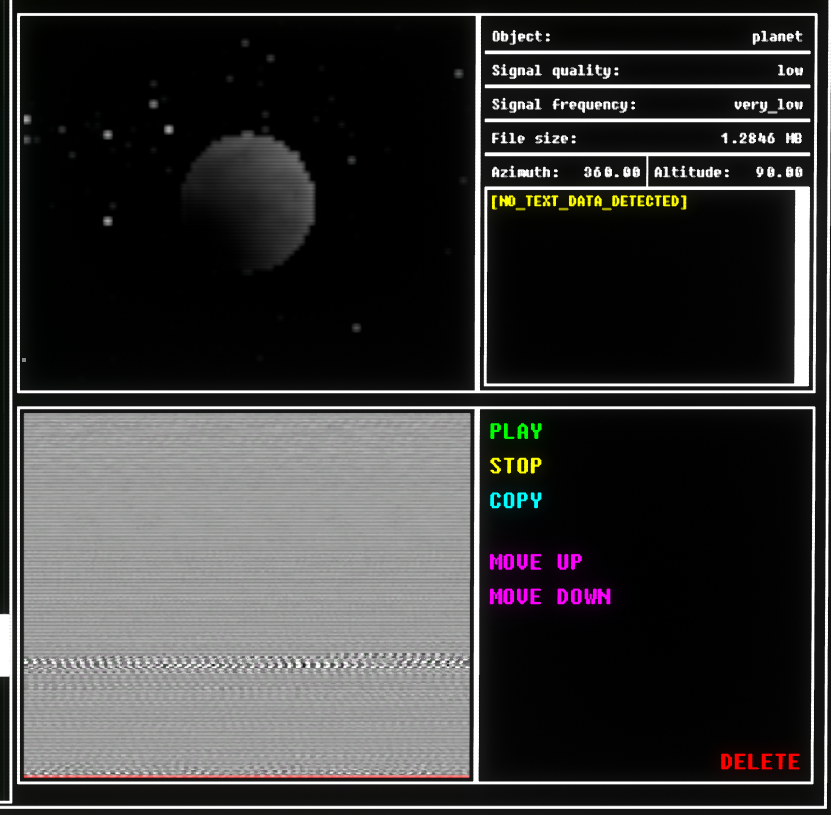 Object: planet
Signal quality: low
Signal frequency: very_low
File size: 1.2846 MB
Azimuth: 360.00 Altitude: 90.00
[NO_TEXT_DATA_DETECTED]
PLAY
STOP
COPY
MOVE UP
MOVE DOWN
DELETE